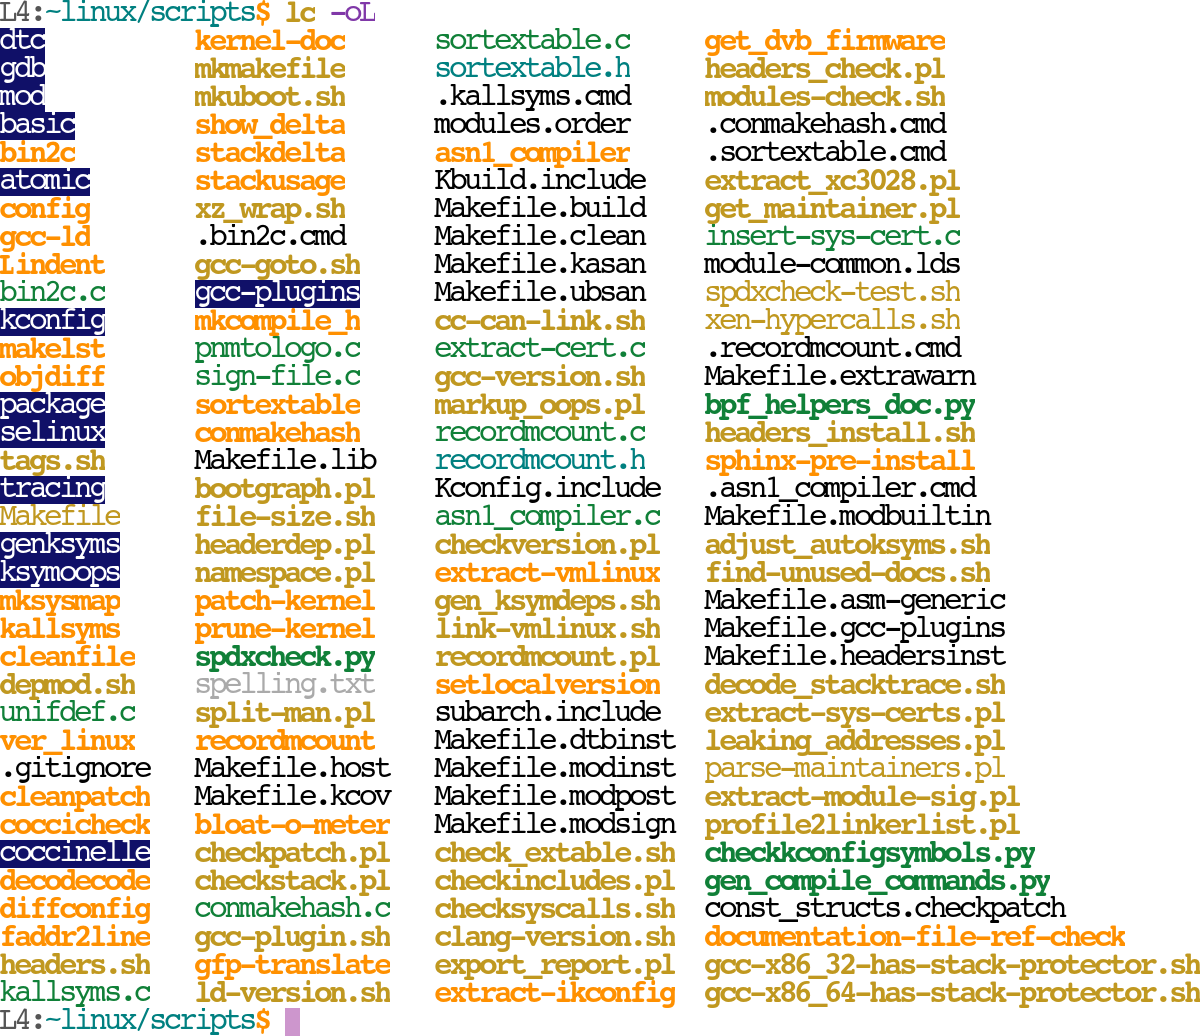 L4:~linux/scripts$ lc -oL
dtc kernel-doc sortextable.c get_dvb_firmware
gdb mkmakefile sortextable.h headers_check.pl
mod mkuboot.sh .kallsyms.cmd modules-check.sh
basic show_delta modules.order .conmakehash.cmd
bin2c stackdelta asn1_compiler .sortextable.cmd
atomic stackusage Kbuild.include extract_xc3028.pl
config xz_wrap.sh Makefile.build get_maintainer.pl
gcc-ld .bin2c.cmd Makefile.clean insert-sys-cert.c
Lindent gcc-goto.sh Makefile.kasan module-common.lds
bin2c.c gcc-plugins Makefile.ubsan spdxcheck-test.sh
kconfig mkcompile_h cc-can-link.sh xen-hypercalls.sh
makelst pnmtologo.c extract-cert.c .recordmcount.cmd
objdiff sign-file.c gcc-version.sh Makefile.extrawarn
package sortextable markup_oops.pl bpf_helpers_doc.py
selinux conmakehash recordmcount.c headers_install.sh
tags.sh Makefile.lib recordmcount.h sphinx-pre-install
tracing bootgraph.pl Kconfig.include .asn1_compiler.cmd
Makefile file-size.sh asn1_compiler.c Makefile.modbuiltin
genksyms headerdep.pl checkversion.pl adjust_autoksyms.sh
ksymoops namespace.pl extract-vmlinux find-unused-docs.sh
mksysmap patch-kernel gen_ksymdeps.sh Makefile.asm-generic
kallsyms prune-kernel link-vmlinux.sh Makefile.gcc-plugins
cleanfile spdxcheck.py recordmcount.pl Makefile.headersinst
depmod.sh spelling.txt setlocalversion decode_stacktrace.sh
unifdef.c split-man.pl subarch.include extract-sys-certs.pl
ver_linux recordmcount Makefile.dtbinst leaking_addresses.pl
.gitignore Makefile.host Makefile.modinst parse-maintainers.pl
cleanpatch Makefile.kcov Makefile.modpost extract-module-sig.pl
coccicheck bloat-o-meter Makefile.modsign profile2linkerlist.pl
coccinelle checkpatch.pl check_extable.sh checkkconfigsymbols.py
decodecode checkstack.pl checkincludes.pl gen_compile_commands.py
diffconfig conmakehash.c checksyscalls.sh const_structs.checkpatch
faddr2line gcc-plugin.sh clang-version.sh documentation-file-ref-check
headers.sh gfp-translate export_report.pl gcc-x86_32-has-stack-protector.sh
kallsyms.c ld-version.sh extract-ikconfig gcc-x86_64-has-stack-protector.sh
L4:~linux/scripts$